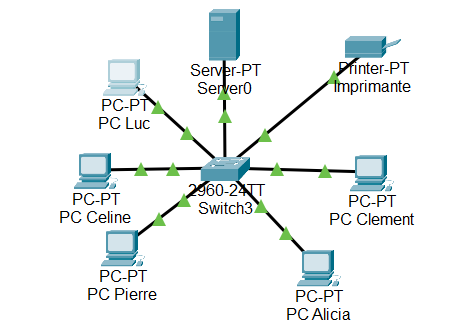 Server-PT
Server0
Printer-PT
Imprimante
PC-PT
PC Luc
2960-24TT
Switch3
PC-PT
PC Celine
PC-PT
PC Clement
PC-PT
PC Pierre
PC-PT
PC Alicia